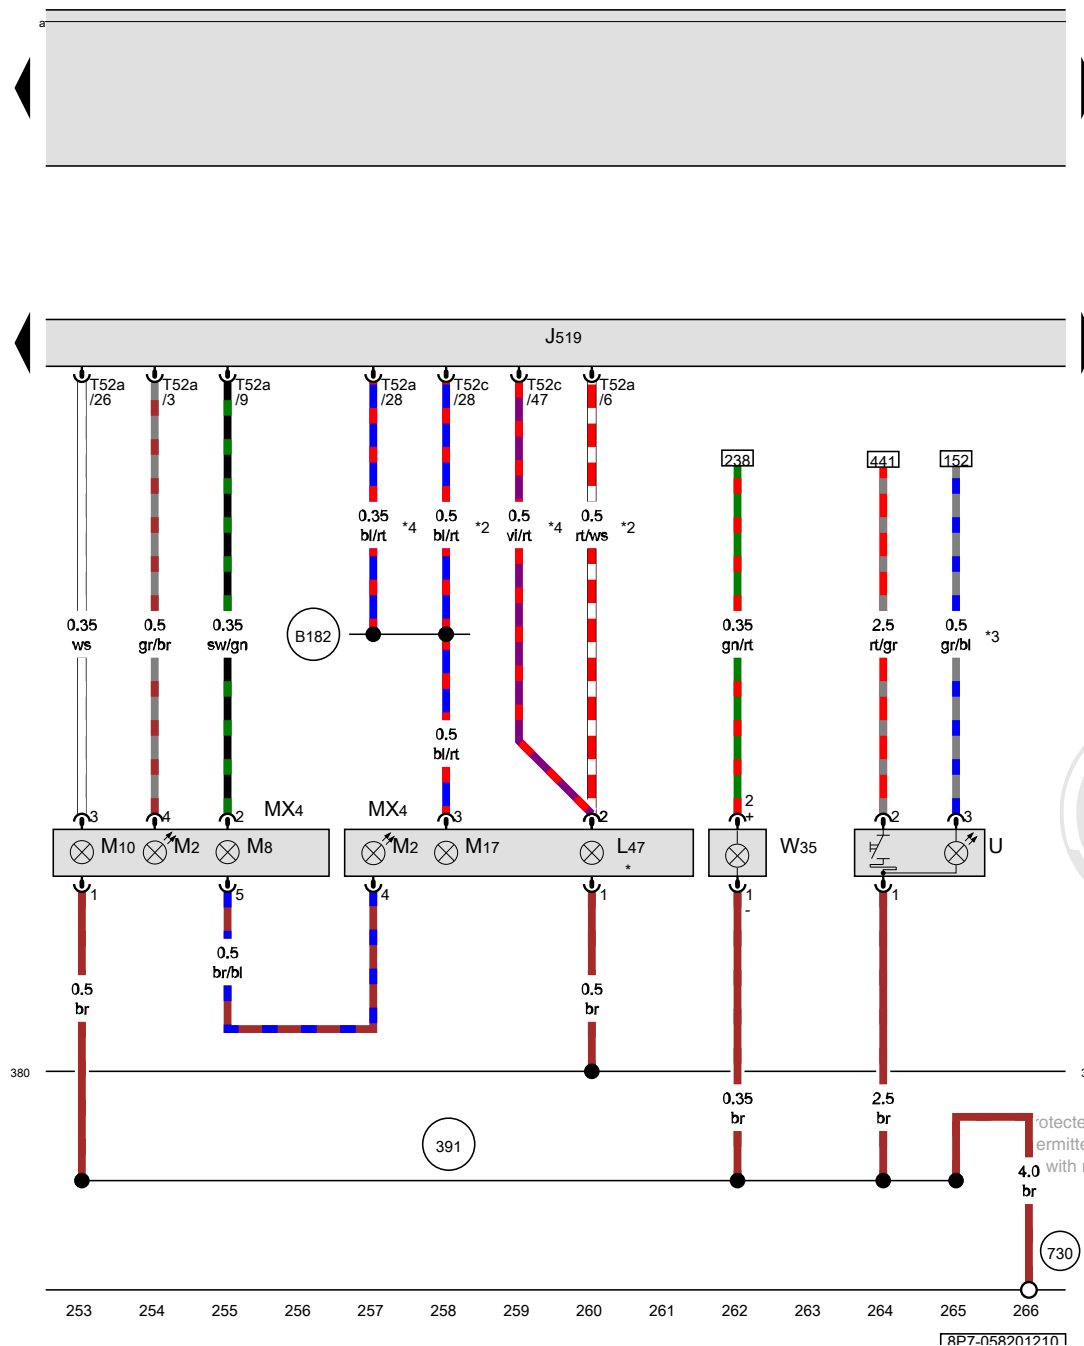 a
J519
T52a /26
T52a /3
T52a /9
T52a /28
T52c /28
T52c /47
T52a /6
238
441
152
0.35 bl/rt *4
0.5 bl/rt *2
0.5 vi/rt *4
0.5 rt/ws *2
0.35 ws
0.5 gr/br
0.35 sw/gn
B182
0.35 gn/rt
2.5 rt/gr
0.5 gr/bl *3
0.5 bl/rt
3
4
2
MX4
MX4
3
2
2 +
2
3
M10
M2
M8
M2
M17
L47 *
W35
U
1
5
4
1
1 -
1
0.5 br/bl
0.5 br
0.5 br
380
3
0.35 br
2.5 br
391
rotecte
ermitte
with
4.0 br
730
253 254 255 256 257 258 259 260 261 262 263 264 265 266
8P7-058201210